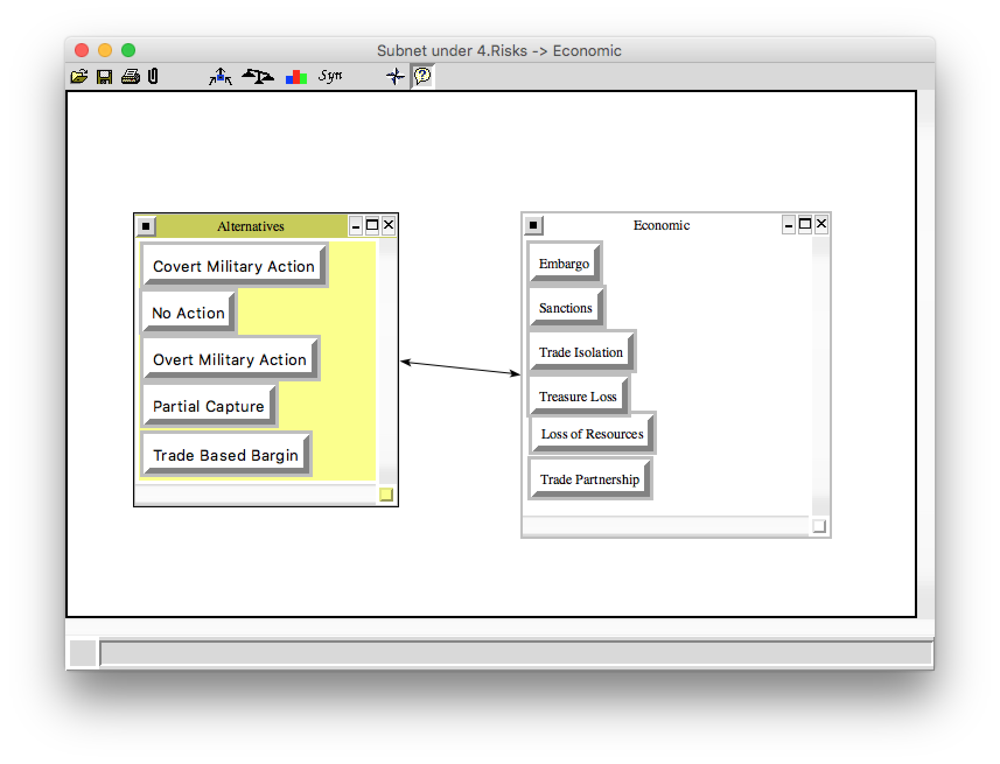 Subnet under 4.Risks -> Economic
Syn
Alternatives
Covert Military Action
No Action
Overt Military Action
Partial Capture
Trade Based Bargin
Economic
Embargo
Sanctions
Trade Isolation
Treasure Loss
Loss of Resources
Trade Partnership